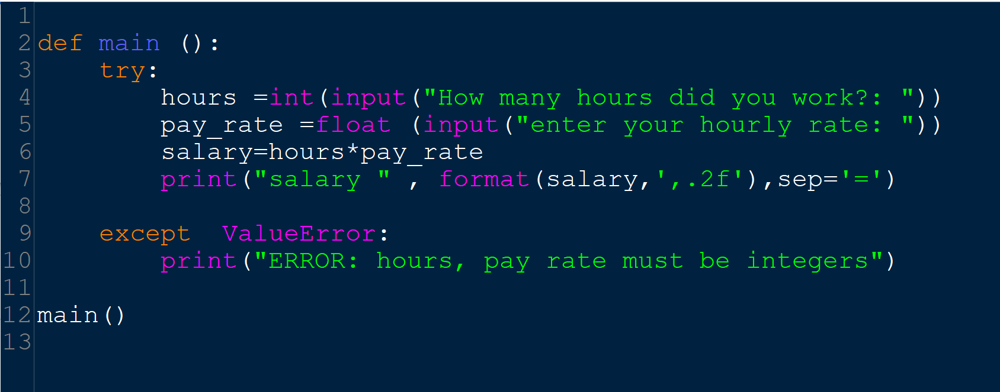 1
2 def main ():
3     try:
4         hours =int(input("How many hours did you work?: "))
5         pay_rate =float (input("enter your hourly rate: "))
6         salary=hours*pay_rate
7         print("salary " , format(salary,',.2f'),sep='=')
8
9     except  ValueError:
10         print("ERROR: hours, pay rate must be integers")
11
12 main()
13